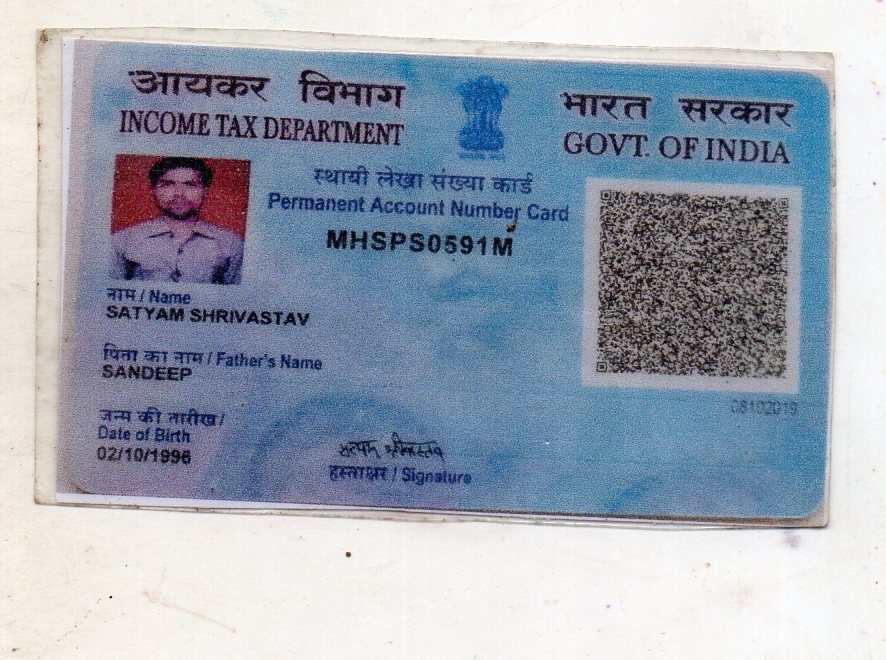 आयकर विभाग
INCOME TAX DEPARTMENT
भारत सरकार
GOVT. OF INDIA
स्थायी लेखा संख्या कार्ड
Permanent Account Number Card
MHSPS0591M
नाम / Name
SATYAM SHRIVASTAV
पिता का नाम / Father's Name
SANDEEP
जन्म की तारीख /
Date of Birth
02/10/1996
हस्ताक्षर / Signature
08102019